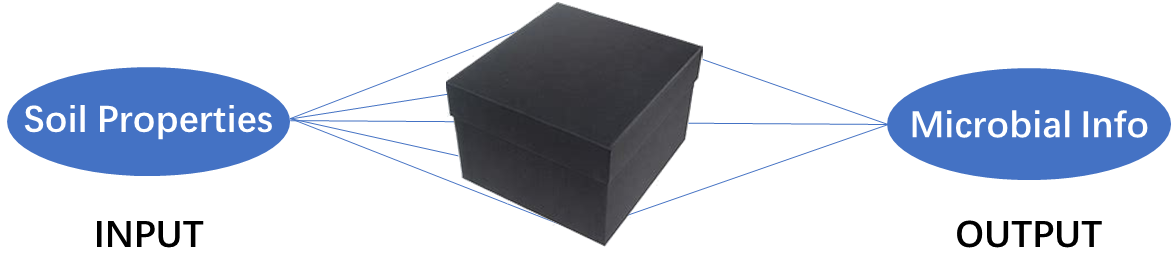 Soil Properties
Microbial Info
INPUT
OUTPUT